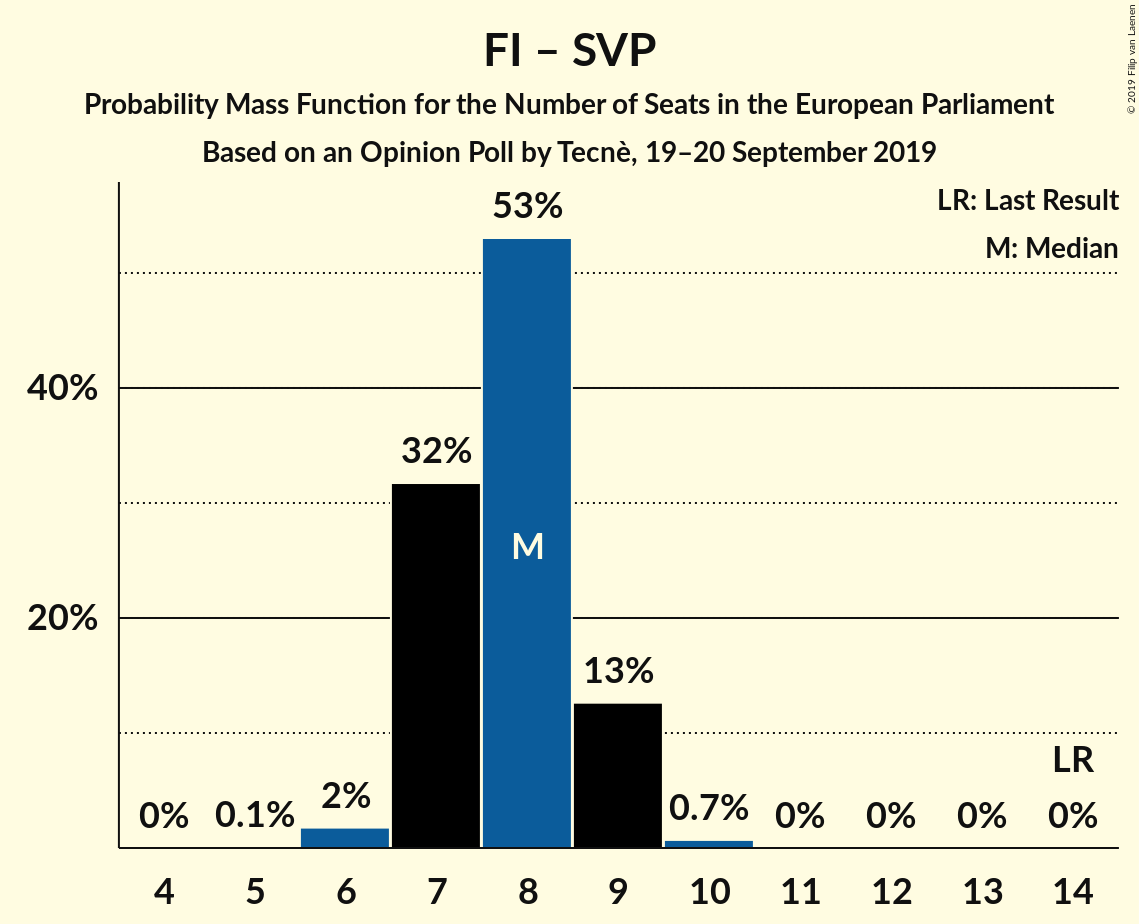 FI – SVP
Probability Mass Function for the Number of Seats in the European Parliament
Based on an Opinion Poll by Tecnè, 19–20 September 2019
© 2019 Filip van Laenen
LR: Last Result
M: Median
53%
40%
32%
M
20%
13%
LR
0% 0.1% 2% 0.7% 0% 0% 0% 0%
4 5 6 7 8 9 10 11 12 13 14